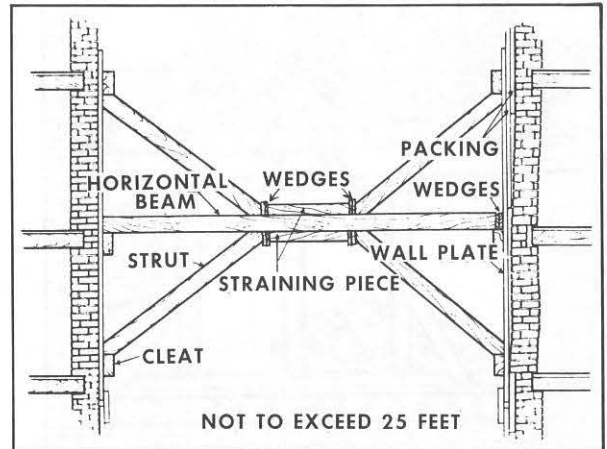 PACKING
HORIZONTAL
BEAM
WEDGES
WEDGES
WALL PLATE
STRUT
STRAINING PIECE
CLEAT
NOT TO EXCEED 25 FEET